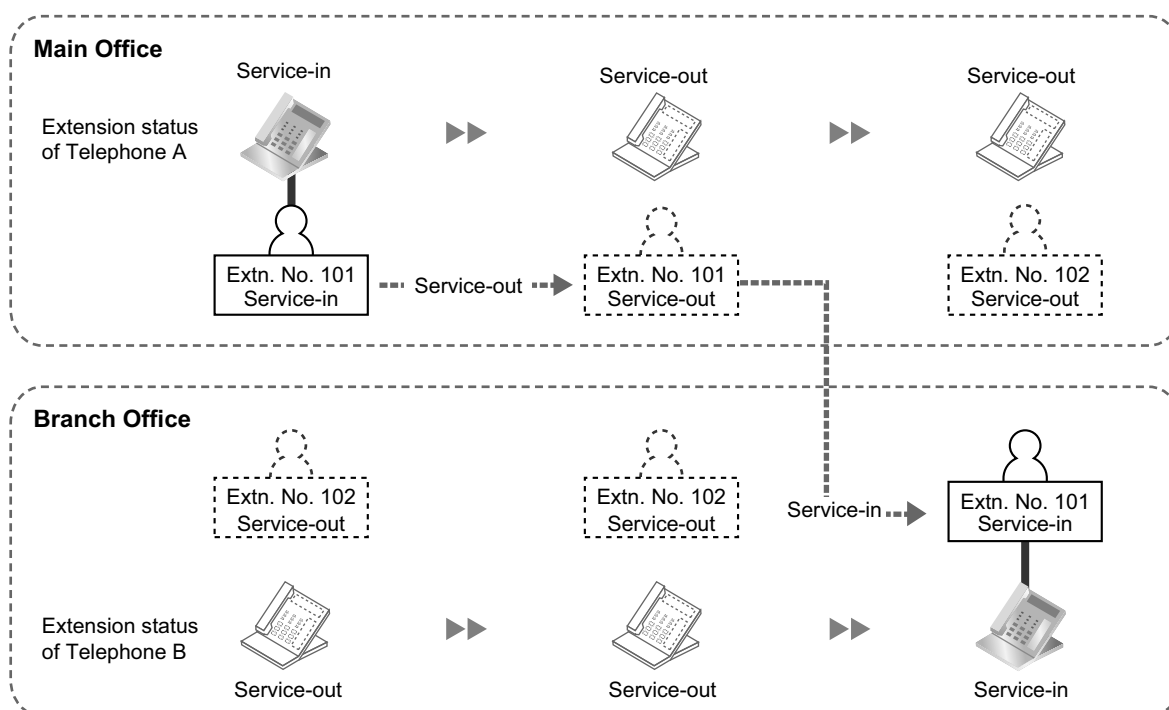 Main Office
Service-in
Service-out
Service-out
Extension status
of Telephone A
Extn. No. 101
Service-in
Service-out
Extn. No. 101
Service-out
Extn. No. 102
Service-out
Branch Office
Extn. No. 102
Service-out
Extn. No. 102
Service-out
Service-in
Extn. No. 101
Service-in
Extension status
of Telephone B
Service-out
Service-out
Service-in